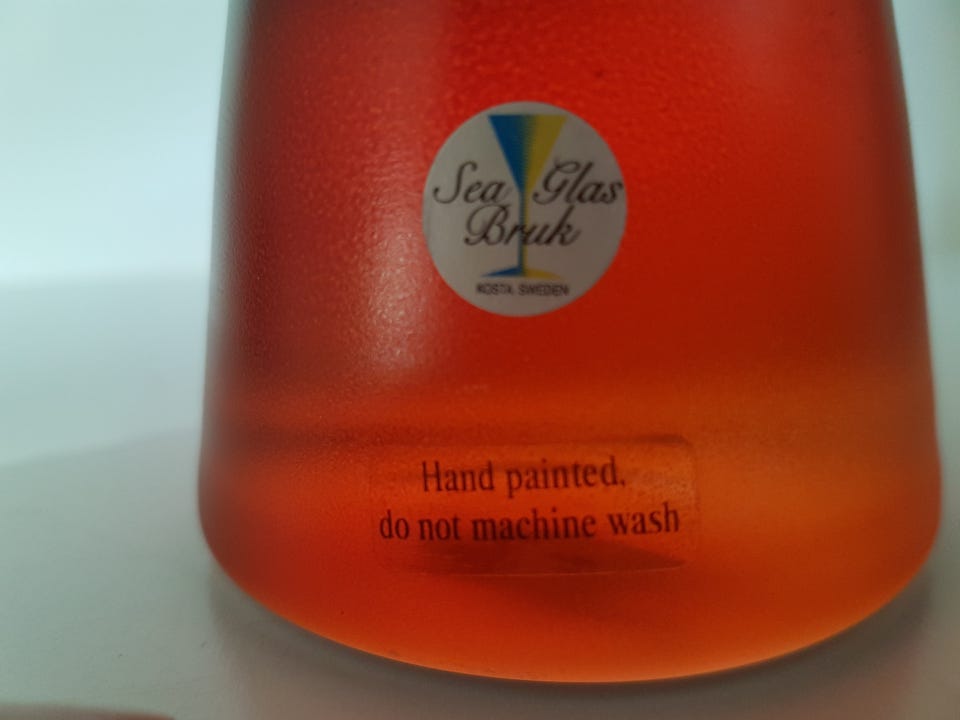 Sea Glas
Bruk
KOSTA SWEDEN
Hand painted,
do not machine wash